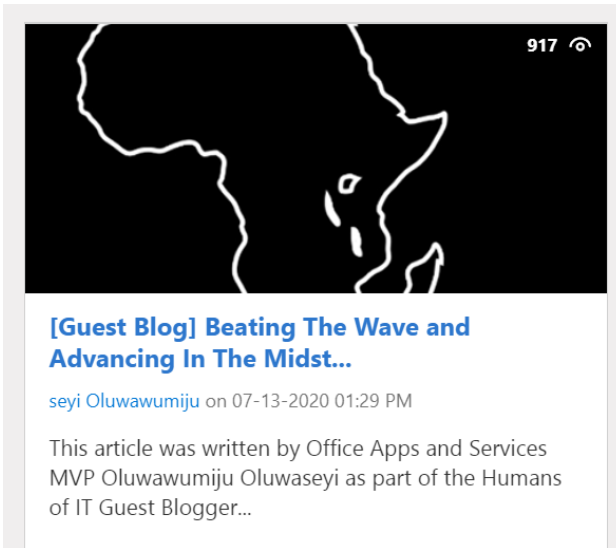 917
[Guest Blog] Beating The Wave and
Advancing In The Midst...
seyi Oluwawumiju on 07-13-2020 01:29 PM
This article was written by Office Apps and Services
MVP Oluwawumiju Oluwaseyi as part of the Humans
of IT Guest Blogger...